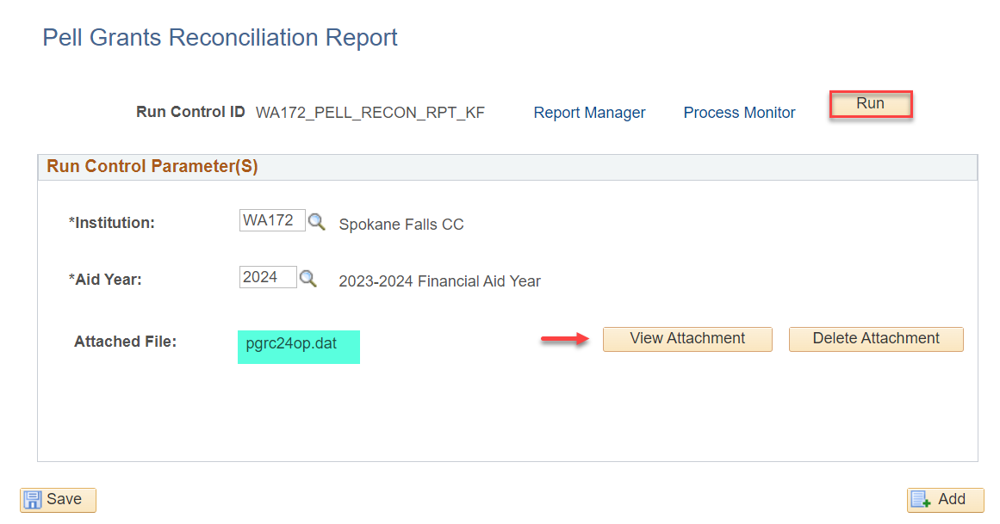 Pell Grants Reconciliation Report
Run Control ID WA172_PELL_RECON_RPT_KF Report Manager Process Monitor Run
Run Control Parameter(S)
*Institution: WA172 Spokane Falls CC
*Aid Year: 2024 2023-2024 Financial Aid Year
Attached File: pgrc24op.dat View Attachment Delete Attachment
Save Add